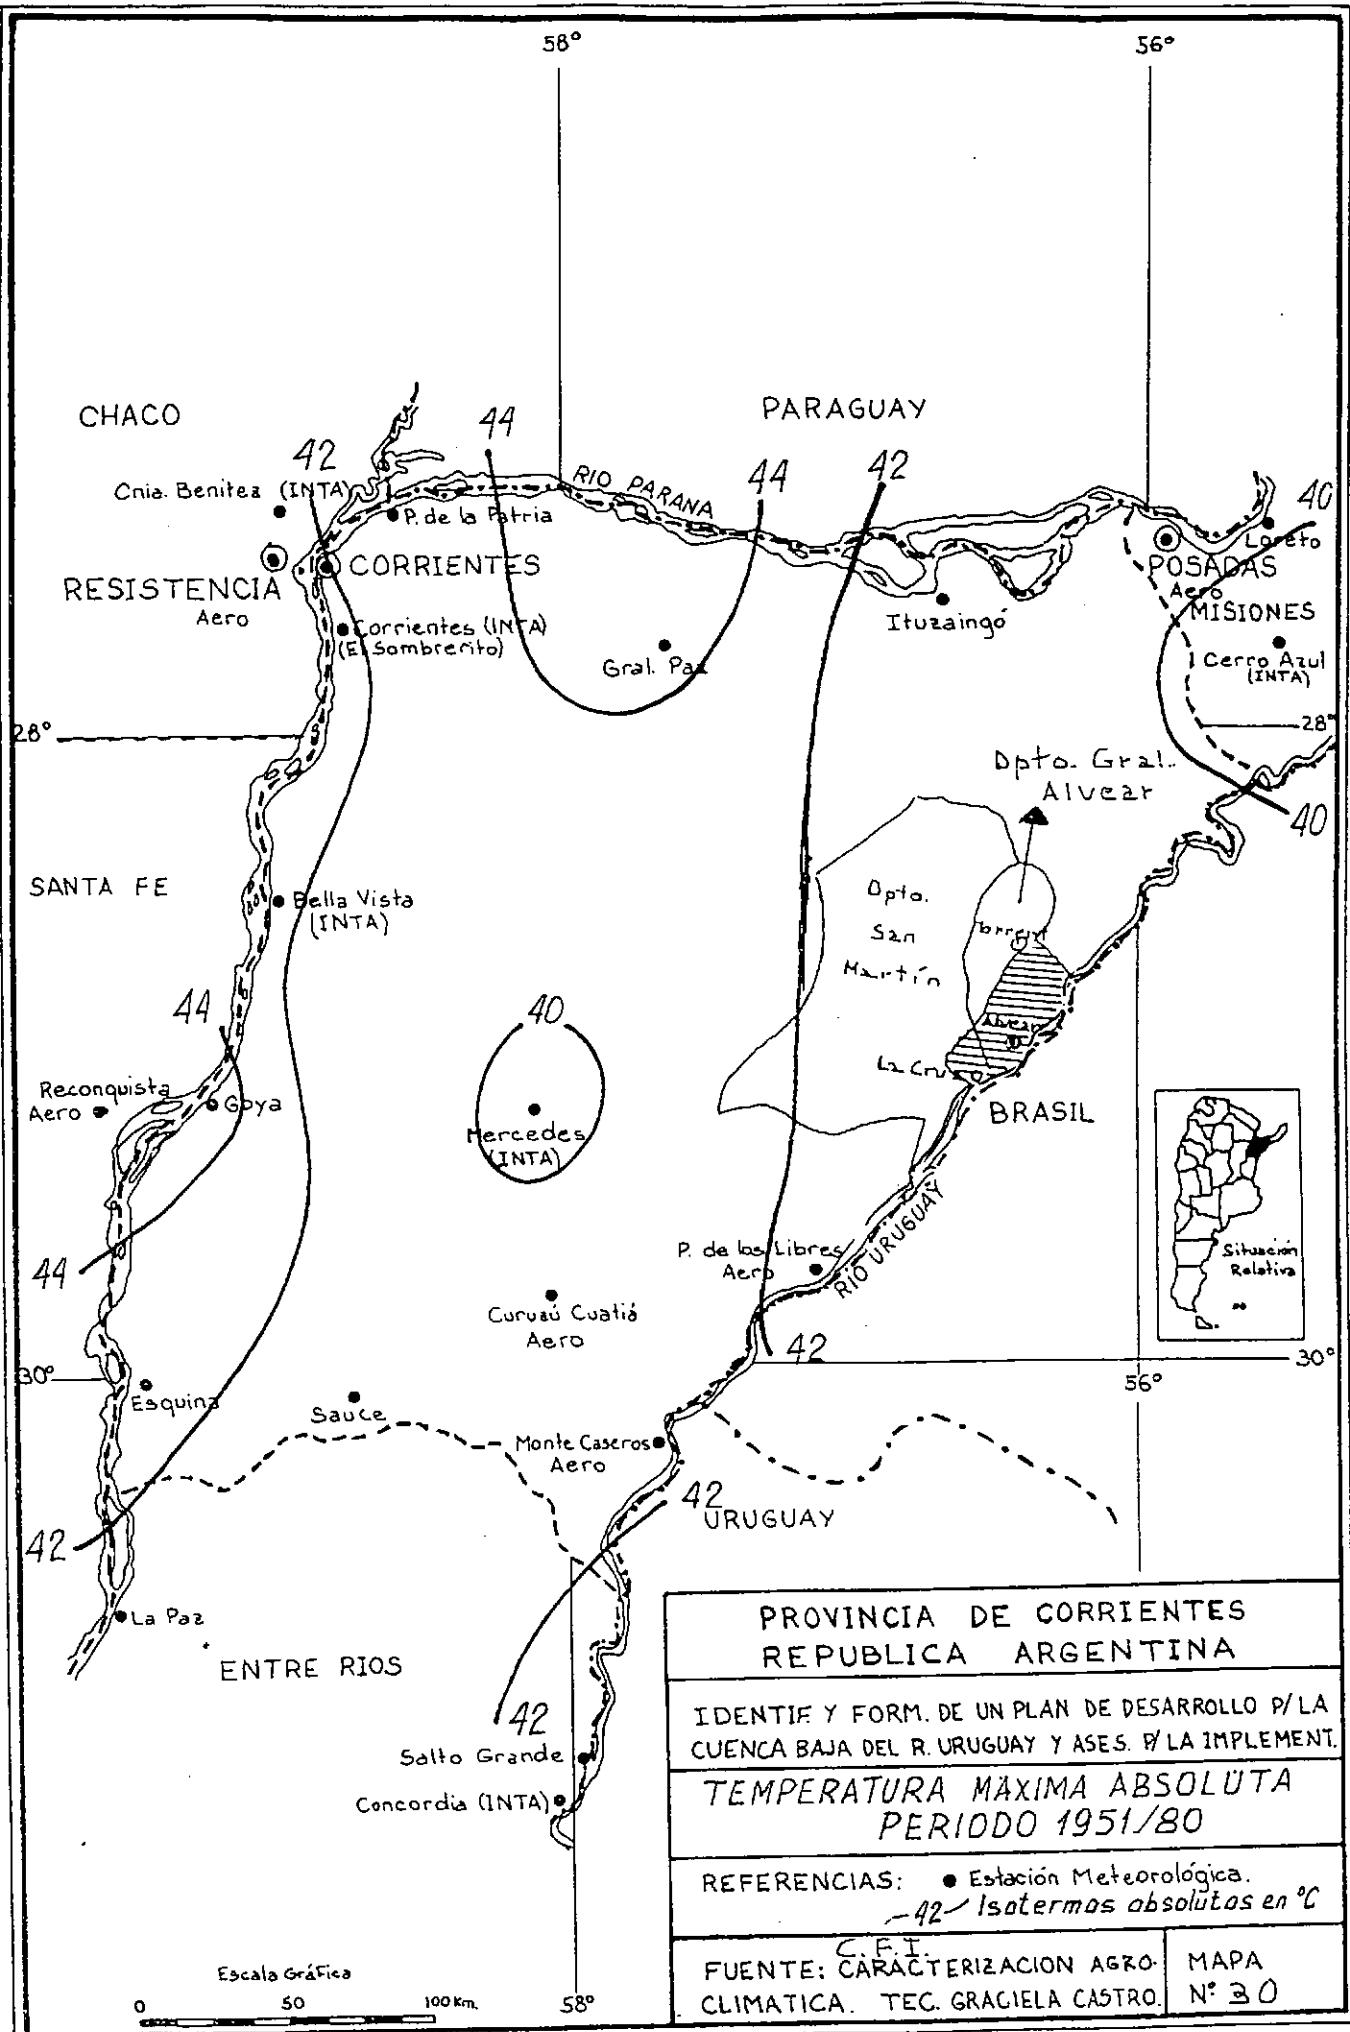 58°
56°
CHACO
PARAGUAY
44
42
44
42
40
Cnia. Benitez (INTA)
RIO PARANA
P. de la Patria
Loreto
CORRIENTES
POSADAS
Aero
RESISTENCIA
Aero
MISIONES
Ituzaingó
Corrientes (INTA)
(El Sombrerito)
Gral. Paz
Cerro Azul
(INTA)
28°
28°
Dpto. Gral.
Alvear
40
SANTA FE
Bella Vista
(INTA)
Dpto.
San
Martín
44
40
Alvear
La Cruz
Reconquista
Aero
Goya
BRASIL
Mercedes
(INTA)
RIO URUGUAY
P. de los Libres
Aero
Situación
Relativa
44
Curuzú Cuatiá
Aero
42
30°
30°
56°
Esquina
Sauce
Monte Caseros
Aero
42
URUGUAY
42
La Paz
ENTRE RIOS
42
Salto Grande
Concordia (INTA)
PROVINCIA DE CORRIENTES
REPUBLICA ARGENTINA
IDENTIF. Y FORM. DE UN PLAN DE DESARROLLO P/ LA
CUENCA BAJA DEL R. URUGUAY Y ASES. P/ LA IMPLEMENT.
TEMPERATURA MÁXIMA ABSOLUTA
PERIODO 1951/80
REFERENCIAS: ● Estación Meteorológica.
—42— Isotermas absolutas en °C
C.F.I.
FUENTE: CARACTERIZACION AGRO-
CLIMATICA. TEC. GRACIELA CASTRO.
MAPA
N° 30
Escala Gráfica
0 50 100 Km.
58°